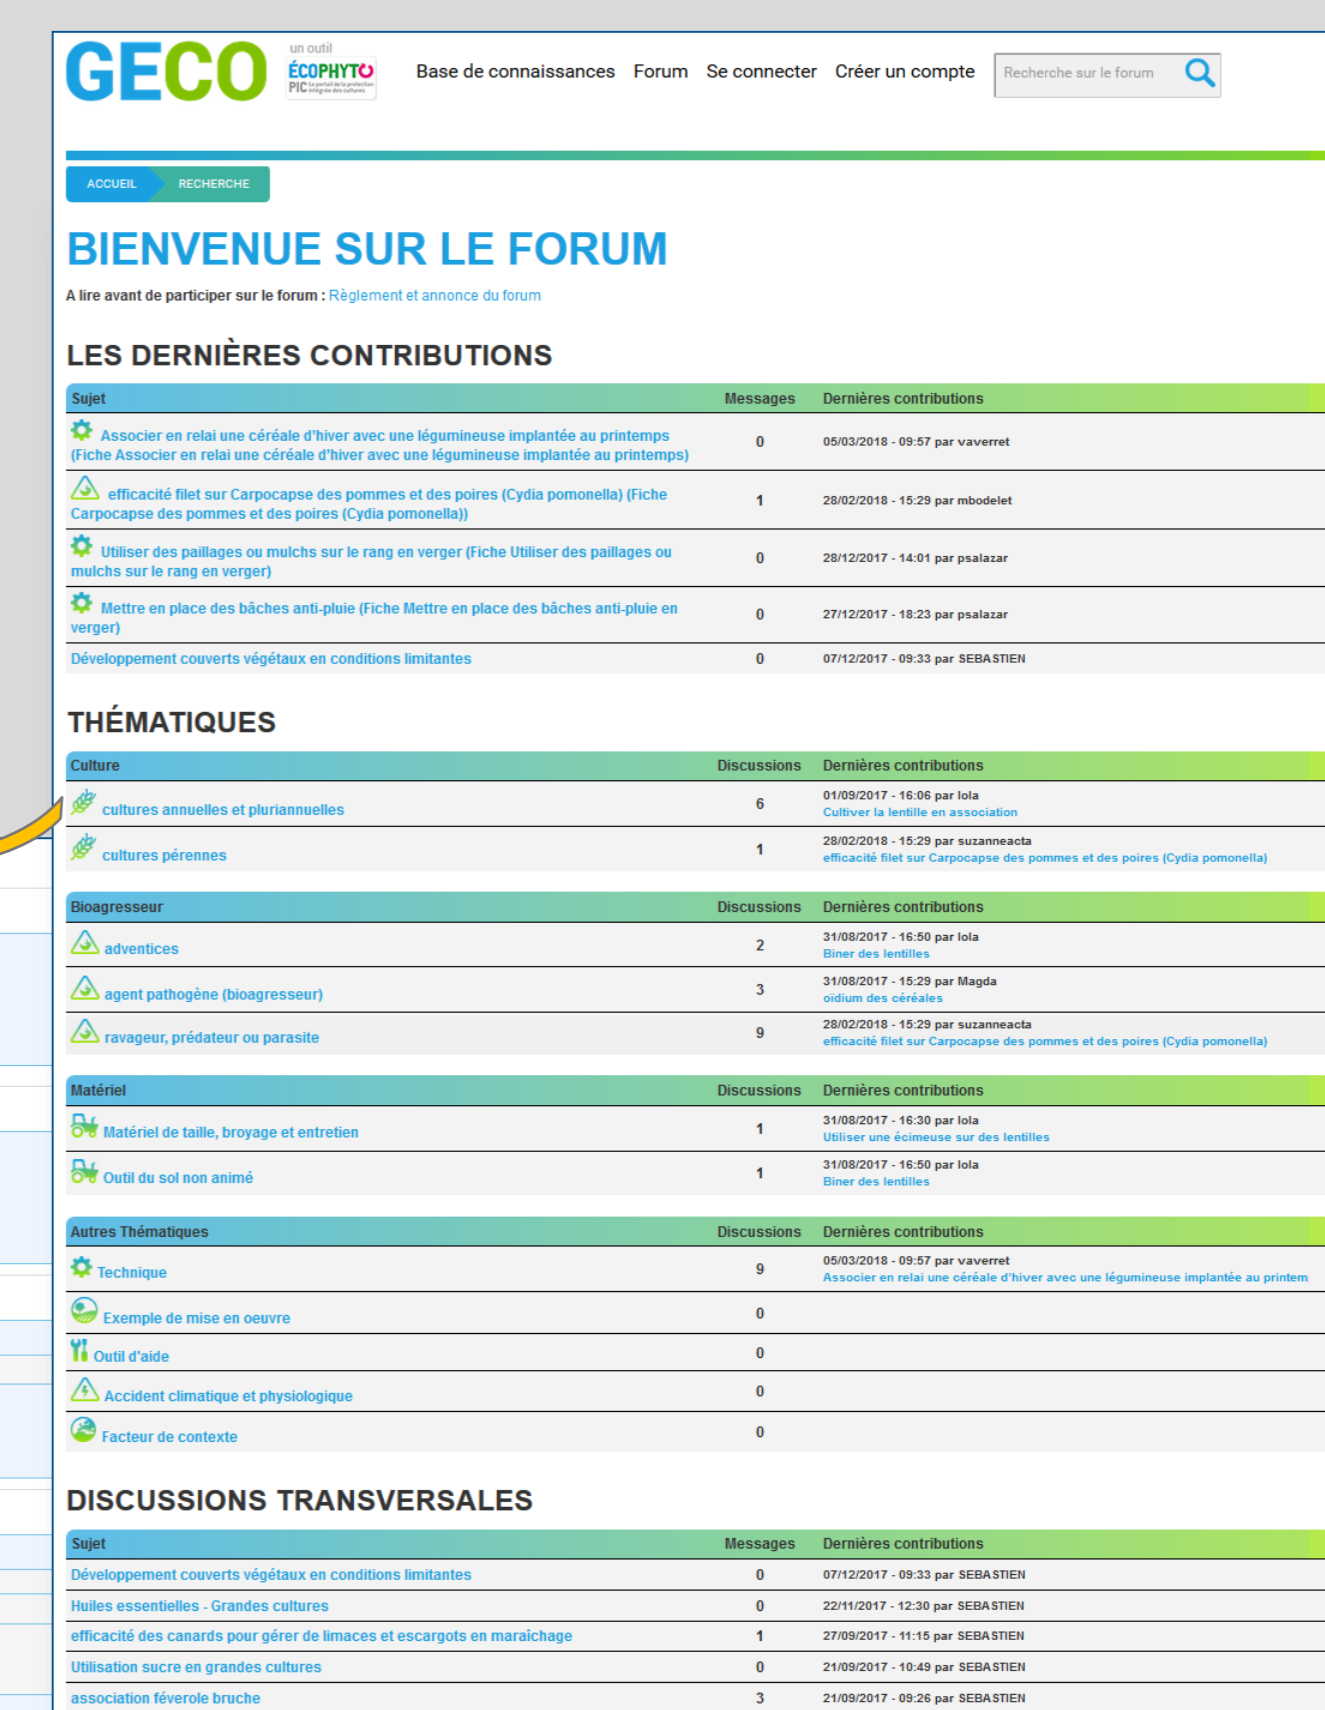 GECO
un outil
ÉCOPHYTO
PIC Le portail de la protection
intégrée des cultures
Base de connaissances Forum Se connecter Créer un compte Recherche sur le forum
ACCUEIL RECHERCHE
BIENVENUE SUR LE FORUM
A lire avant de participer sur le forum : Règlement et annonce du forum
LES DERNIÈRES CONTRIBUTIONS
Sujet Messages Dernières contributions
Associer en relai une céréale d'hiver avec une légumineuse implantée au printemps
(Fiche Associer en relai une céréale d'hiver avec une légumineuse implantée au printemps) 0 05/03/2018 - 09:57 par vaverret
efficacité filet sur Carpocapse des pommes et des poires (Cydia pomonella) (Fiche
Carpocapse des pommes et des poires (Cydia pomonella)) 1 28/02/2018 - 15:29 par mbodelet
Utiliser des paillages ou mulchs sur le rang en verger (Fiche Utiliser des paillages ou
mulchs sur le rang en verger) 0 28/12/2017 - 14:01 par psalazar
Mettre en place des bâches anti-pluie (Fiche Mettre en place des bâches anti-pluie en
verger) 0 27/12/2017 - 18:23 par psalazar
Développement couverts végétaux en conditions limitantes 0 07/12/2017 - 09:33 par SEBASTIEN
THÉMATIQUES
Culture Discussions Dernières contributions
cultures annuelles et pluriannuelles 6 01/09/2017 - 16:06 par lola
Cultiver la lentille en association
cultures pérennes 1 28/02/2018 - 15:29 par suzanneacta
efficacité filet sur Carpocapse des pommes et des poires (Cydia pomonella)
Bioagresseur Discussions Dernières contributions
adventices 2 31/08/2017 - 16:50 par lola
Biner des lentilles
agent pathogène (bioagresseur) 3 31/08/2017 - 15:29 par Magda
oïdium des céréales
ravageur, prédateur ou parasite 9 28/02/2018 - 15:29 par suzanneacta
efficacité filet sur Carpocapse des pommes et des poires (Cydia pomonella)
Matériel Discussions Dernières contributions
Matériel de taille, broyage et entretien 1 31/08/2017 - 16:30 par lola
Utiliser une écimeuse sur des lentilles
Outil du sol non animé 1 31/08/2017 - 16:50 par lola
Biner des lentilles
Autres Thématiques Discussions Dernières contributions
Technique 9 05/03/2018 - 09:57 par vaverret
Associer en relai une céréale d'hiver avec une légumineuse implantée au printem
Exemple de mise en oeuvre 0
Outil d'aide 0
Accident climatique et physiologique 0
Facteur de contexte 0
DISCUSSIONS TRANSVERSALES
Sujet Messages Dernières contributions
Développement couverts végétaux en conditions limitantes 0 07/12/2017 - 09:33 par SEBASTIEN
Huiles essentielles - Grandes cultures 0 22/11/2017 - 12:30 par SEBASTIEN
efficacité des canards pour gérer de limaces et escargots en maraîchage 1 27/09/2017 - 11:15 par SEBASTIEN
Utilisation sucre en grandes cultures 0 21/09/2017 - 10:49 par SEBASTIEN
association féverole bruche 3 21/09/2017 - 09:26 par SEBASTIEN